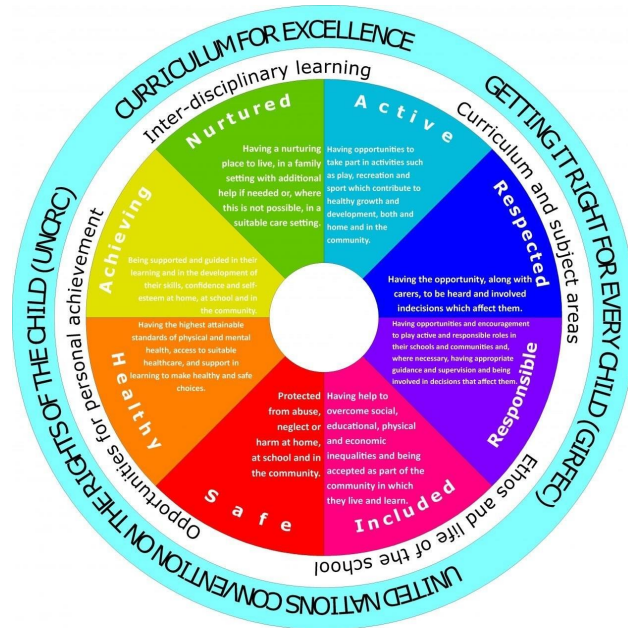 CURRICULUM FOR EXCELLENCE
GETTING IT RIGHT FOR EVERY CHILD (GIRFEC)
UNITED NATIONS CONVENTION ON THE RIGHTS OF THE CHILD (UNCRC)
Inter-disciplinary learning
Curriculum and subject areas
Ethos and life of the school
Opportunities for personal achievement
Nurtured
Having a nurturing
place to live, in a family
setting with additional
help if needed or, where
this is not possible, in a
suitable care setting.
Active
Having opportunities to
take part in activities such
as play, recreation and
sport which contribute to
healthy growth and
development, both and
home and in the
community.
Respected
Having the opportunity, along with
carers, to be heard and involved
indecisions which affect them.
Responsible
Having opportunities and encouragement
to play active and responsible roles in
their schools and communities and,
where necessary, having appropriate
guidance and supervision and being
involved in decisions that affect them.
Included
Having help to
overcome social,
educational, physical
and economic
inequalities and being
accepted as part of the
community in which
they live and learn.
Safe
Protected
from abuse,
neglect or
harm at home,
at school and in
the community.
Healthy
Having the highest attainable
standards of physical and mental
health, access to suitable
healthcare, and support in
learning to make healthy and safe
choices.
Achieving
Being supported and guided in their
learning and in the development of
their skills, confidence and self-
esteem at home, at school and in
the community.